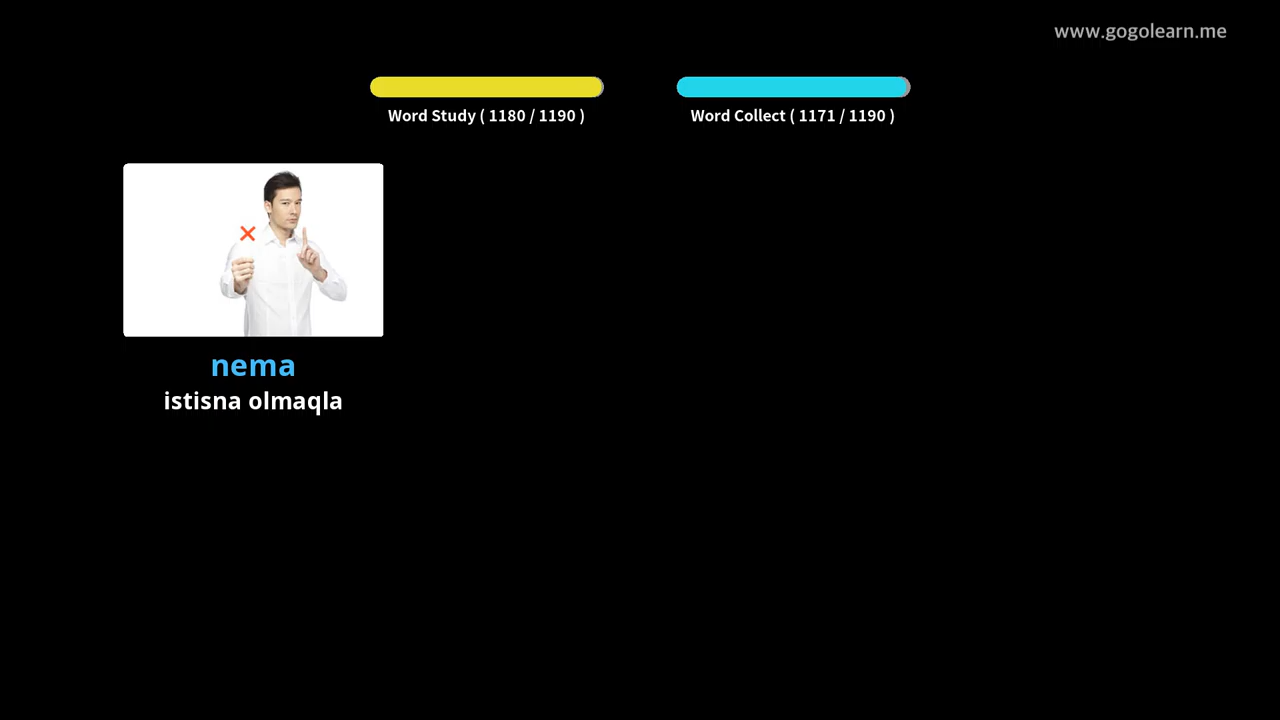 www.gogolearn.me
Word Study ( 1180 / 1190 )
Word Collect ( 1171 / 1190 )
nema
istisna olmaqla